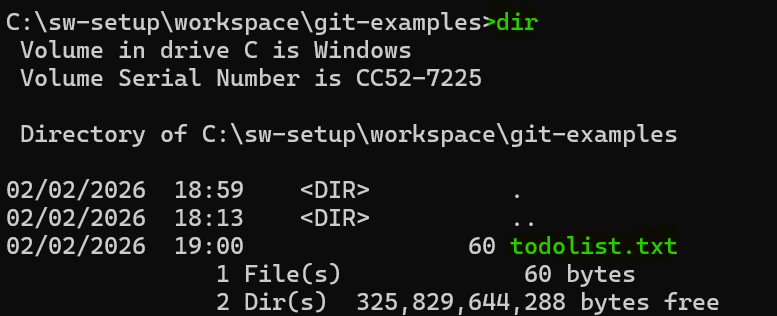 C:\sw-setup\workspace\git-examples>dir
 Volume in drive C is Windows
 Volume Serial Number is CC52-7225

 Directory of C:\sw-setup\workspace\git-examples

02/02/2026  18:59    <DIR>          .
02/02/2026  18:13    <DIR>          ..
02/02/2026  19:00                60 todolist.txt
               1 File(s)             60 bytes
               2 Dir(s)  325,829,644,288 bytes free